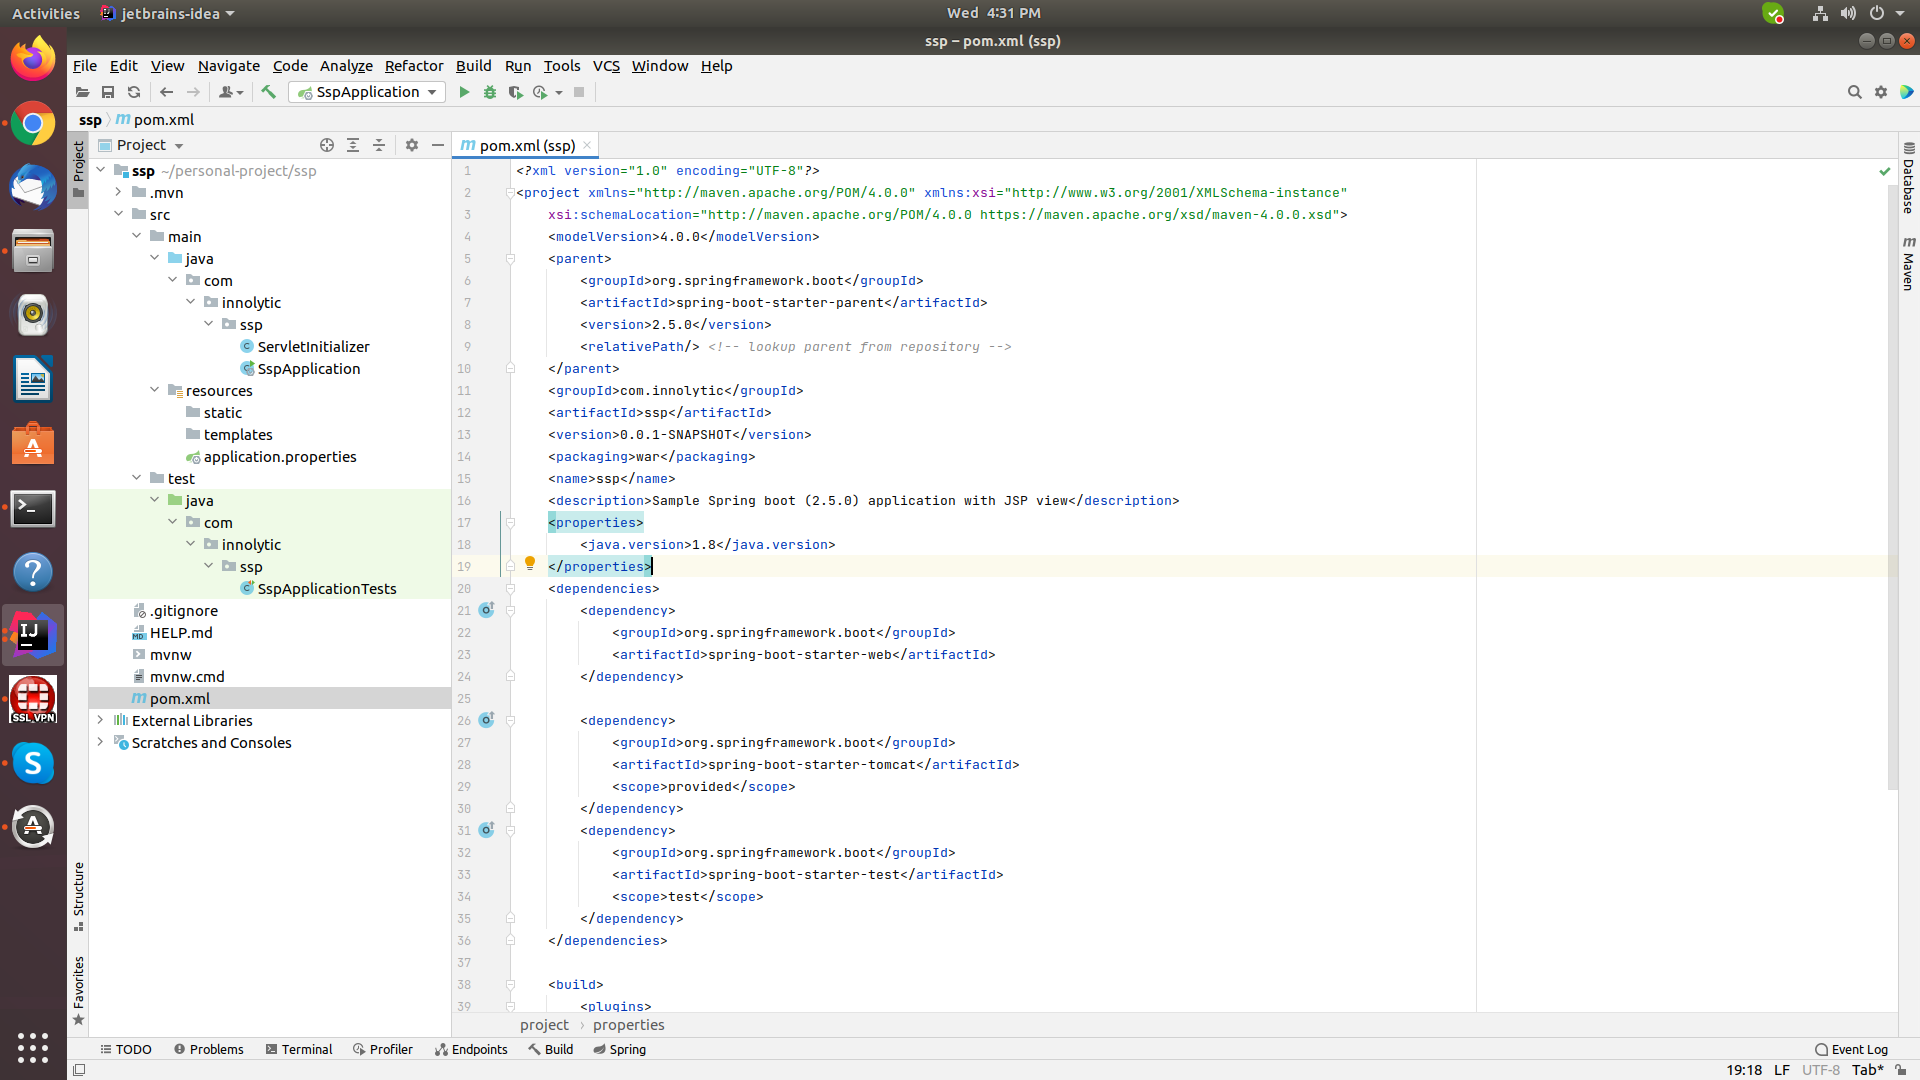 Activities jetbrains-idea Wed 4:31 PM
ssp – pom.xml (ssp)
File Edit View Navigate Code Analyze Refactor Build Run Tools VCS Window Help
SspApplication
ssp m pom.xml
Project
Project
pom.xml (ssp)
ssp ~/personal-project/ssp
.mvn
src
main
java
com
innolytic
ssp
ServletInitializer
SspApplication
resources
static
templates
application.properties
test
java
com
innolytic
ssp
SspApplicationTests
.gitignore
HELP.md
mvnw
mvnw.cmd
pom.xml
External Libraries
Scratches and Consoles
SSL VPN
Structure
Favorites
1 <?xml version="1.0" encoding="UTF-8"?>
2 <project xmlns="http://maven.apache.org/POM/4.0.0" xmlns:xsi="http://www.w3.org/2001/XMLSchema-instance"
3 xsi:schemaLocation="http://maven.apache.org/POM/4.0.0 https://maven.apache.org/xsd/maven-4.0.0.xsd">
4 <modelVersion>4.0.0</modelVersion>
5 <parent>
6 <groupId>org.springframework.boot</groupId>
7 <artifactId>spring-boot-starter-parent</artifactId>
8 <version>2.5.0</version>
9 <relativePath/> <!-- lookup parent from repository -->
10 </parent>
11 <groupId>com.innolytic</groupId>
12 <artifactId>ssp</artifactId>
13 <version>0.0.1-SNAPSHOT</version>
14 <packaging>war</packaging>
15 <name>ssp</name>
16 <description>Sample Spring boot (2.5.0) application with JSP view</description>
17 <properties>
18 <java.version>1.8</java.version>
19 </properties>
20 <dependencies>
21 <dependency>
22 <groupId>org.springframework.boot</groupId>
23 <artifactId>spring-boot-starter-web</artifactId>
24 </dependency>
25
26 <dependency>
27 <groupId>org.springframework.boot</groupId>
28 <artifactId>spring-boot-starter-tomcat</artifactId>
29 <scope>provided</scope>
30 </dependency>
31 <dependency>
32 <groupId>org.springframework.boot</groupId>
33 <artifactId>spring-boot-starter-test</artifactId>
34 <scope>test</scope>
35 </dependency>
36 </dependencies>
37
38 <build>
39 <plugins>
Database
m Maven
project › properties
TODO Problems Terminal Profiler Endpoints Build Spring Event Log
19:18 LF UTF-8 Tab*